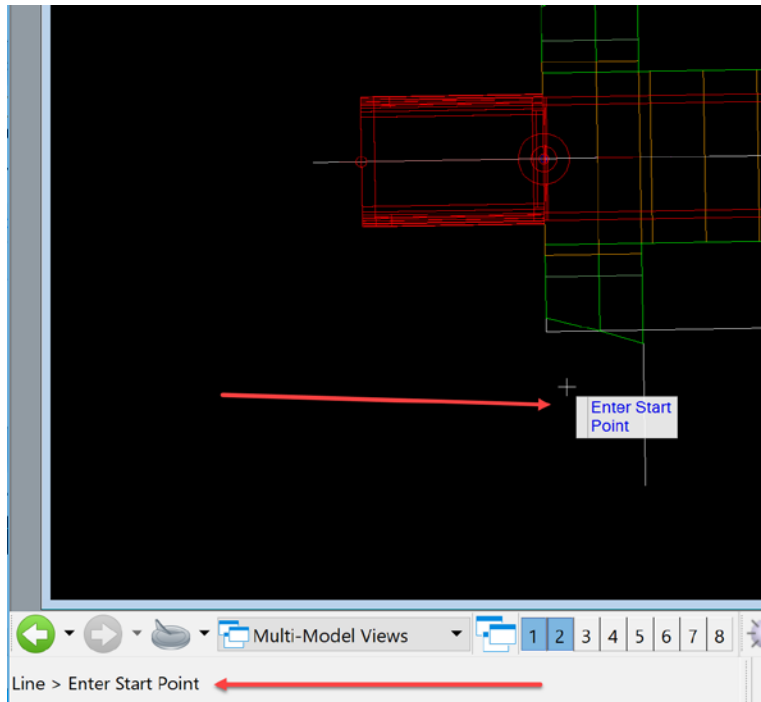 Enter Start
Point
Multi-Model Views
1 2 3 4 5 6 7 8
Line > Enter Start Point